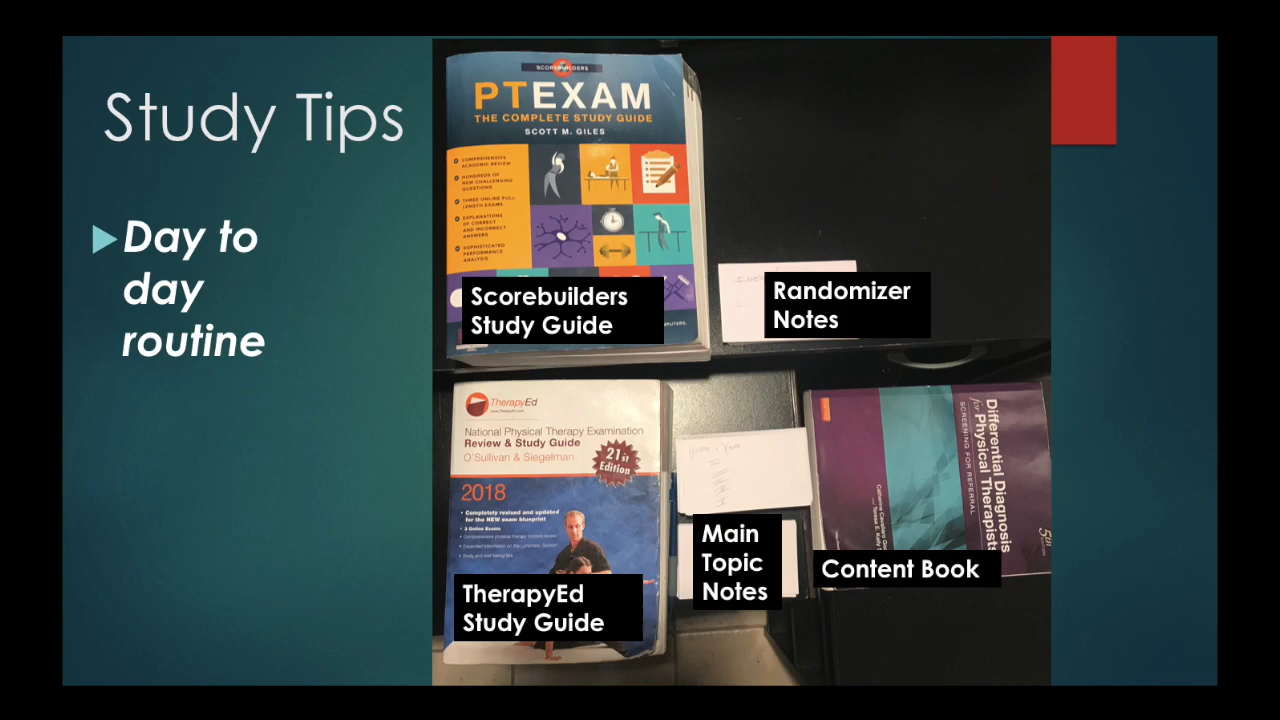 Study Tips
Day to
day
routine
SCOREBUILDERS
PTEXAM
THE COMPLETE STUDY GUIDE
SCOTT M. GILES
COMPREHENSIVE
ACADEMIC REVIEW
HUNDREDS OF
NEW CHALLENGING
QUESTIONS
THREE ONLINE FULL
LENGTH EXAMS
EXPLANATIONS
OF CORRECT
AND INCORRECT
ANSWERS
SOPHISTICATED
PERFORMANCE
ANALYSIS
Scorebuilders
Study Guide
Randomizer
Notes
TherapyEd
National Physical Therapy Examination
Review & Study Guide
O'Sullivan & Siegelman
21st
Edition
2018
• Completely revised and updated
for the NEW exam blueprint
• 3 Online Exams
TherapyEd
Study Guide
Main
Topic
Notes
Differential Diagnosis
for Physical Therapists
SCREENING FOR REFERRAL
5th
Content Book